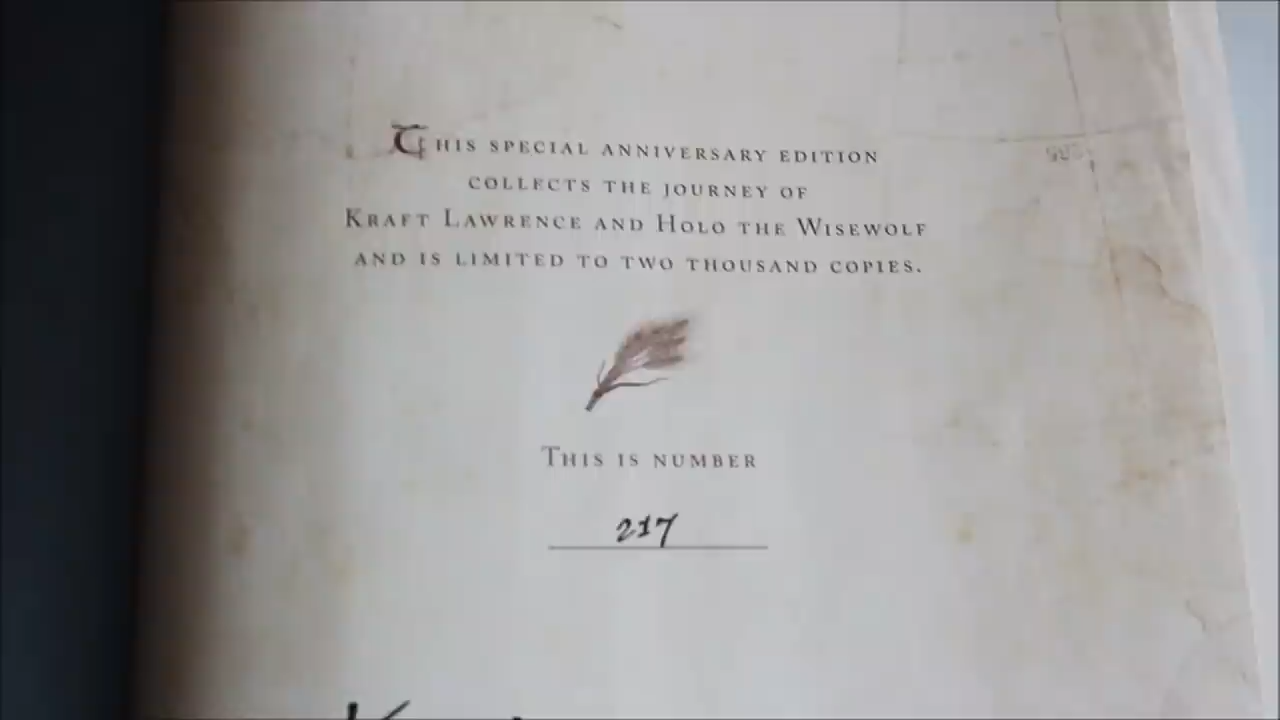 THIS SPECIAL ANNIVERSARY EDITION
COLLECTS THE JOURNEY OF
KRAFT LAWRENCE AND HOLO THE WISEWOLF
AND IS LIMITED TO TWO THOUSAND COPIES.
THIS IS NUMBER
217